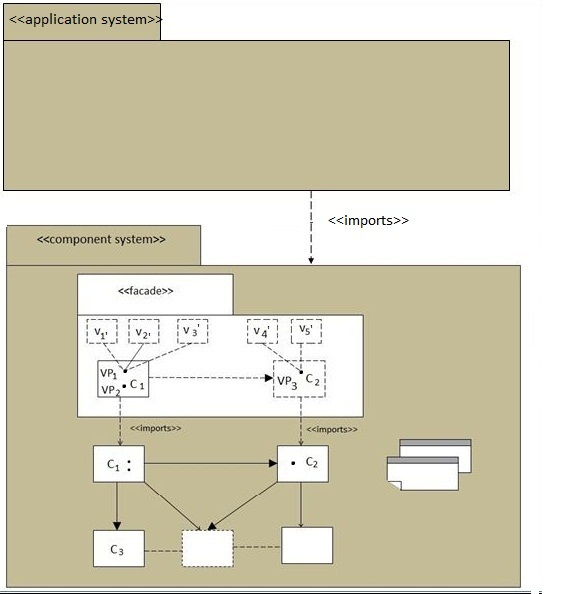 <<application system>>
<<imports>>
<<component system>>
<<facade>>
V1' V2' V3' V4' V5'
VP1 C1 VP3 C2
VP2
<<imports>> <<imports>>
C1 : • C2
C3